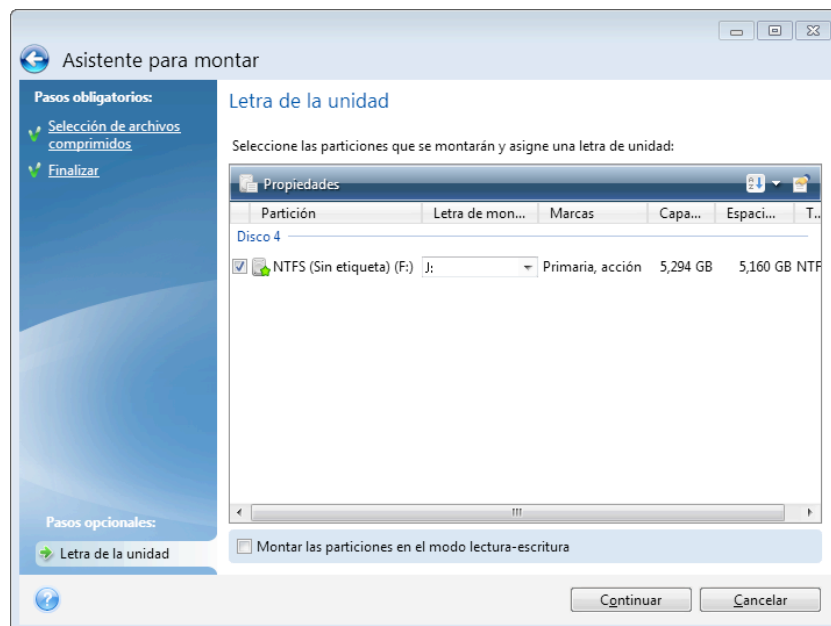 Asistente para montar
Pasos obligatorios:
Selección de archivos
comprimidos
Finalizar
Letra de la unidad
Seleccione las particiones que se montarán y asigne una letra de unidad:
Propiedades
Partición Letra de mon... Marcas Capa... Espaci... T...
Disco 4
NTFS (Sin etiqueta) (F:) J: Primaria, acción 5,294 GB 5,160 GB NTF
Montar las particiones en el modo lectura-escritura
Pasos opcionales:
Letra de la unidad
Continuar Cancelar